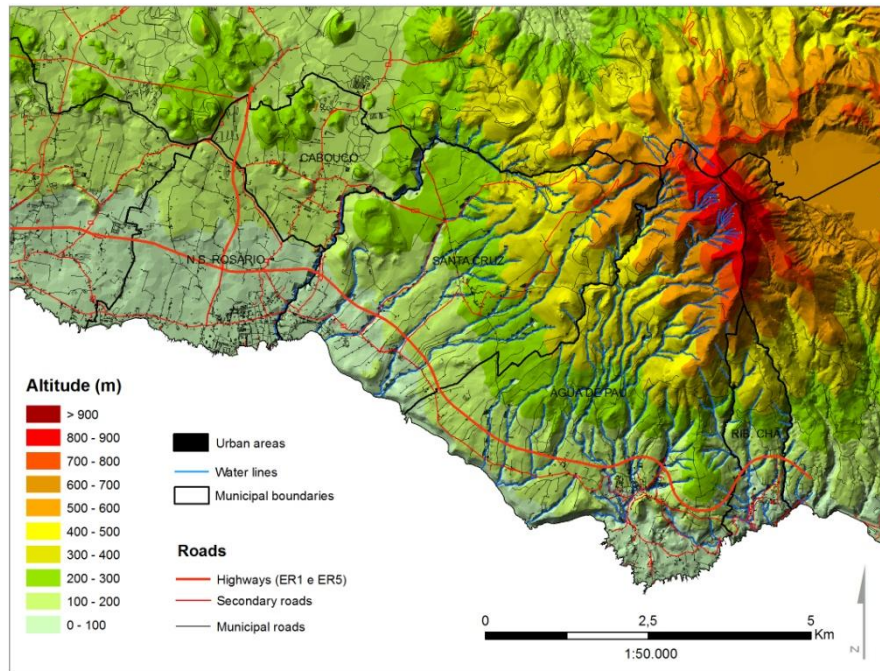 CABOUCO
N.S. ROSÁRIO
SANTA CRUZ
ÁGUA DE PAU
RIB. CHÃ
Altitude (m)
> 900
800 - 900
700 - 800
600 - 700
500 - 600
400 - 500
300 - 400
200 - 300
100 - 200
0 - 100
Urban areas
Water lines
Municipal boundaries
Roads
Highways (ER1 e ER5)
Secondary roads
Municipal roads
0 2,5 5
Km
1:50.000
N